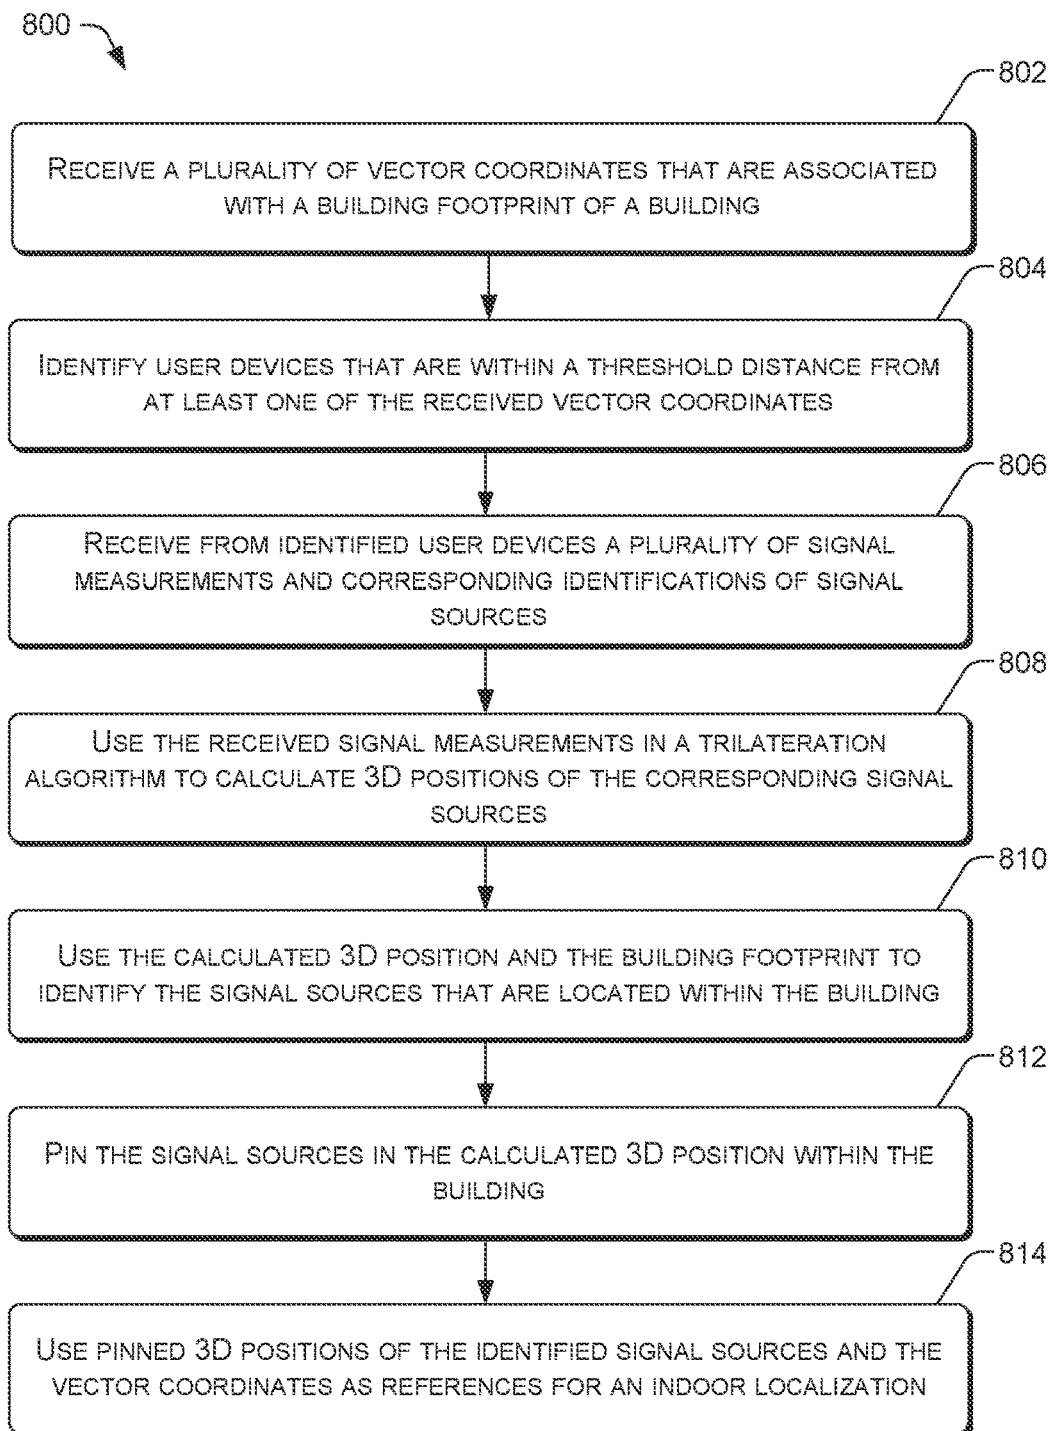 800
802
RECEIVE A PLURALITY OF VECTOR COORDINATES THAT ARE ASSOCIATED
WITH A BUILDING FOOTPRINT OF A BUILDING
804
IDENTIFY USER DEVICES THAT ARE WITHIN A THRESHOLD DISTANCE FROM
AT LEAST ONE OF THE RECEIVED VECTOR COORDINATES
806
RECEIVE FROM IDENTIFIED USER DEVICES A PLURALITY OF SIGNAL
MEASUREMENTS AND CORRESPONDING IDENTIFICATIONS OF SIGNAL
SOURCES
808
USE THE RECEIVED SIGNAL MEASUREMENTS IN A TRILATERATION
ALGORITHM TO CALCULATE 3D POSITIONS OF THE CORRESPONDING SIGNAL
SOURCES
810
USE THE CALCULATED 3D POSITION AND THE BUILDING FOOTPRINT TO
IDENTIFY THE SIGNAL SOURCES THAT ARE LOCATED WITHIN THE BUILDING
812
PIN THE SIGNAL SOURCES IN THE CALCULATED 3D POSITION WITHIN THE
BUILDING
814
USE PINNED 3D POSITIONS OF THE IDENTIFIED SIGNAL SOURCES AND THE
VECTOR COORDINATES AS REFERENCES FOR AN INDOOR LOCALIZATION